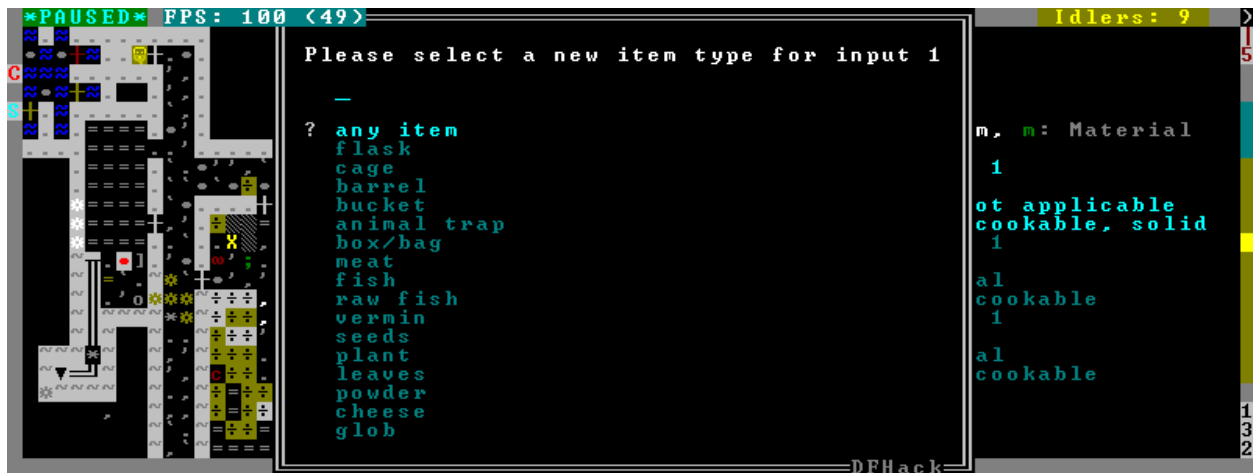 *PAUSED* FPS: 100 (49) Idlers: 9
Please select a new item type for input 1
? any item m, m: Material
flask
cage 1
barrel
bucket ot applicable
animal trap cookable, solid
box/bag 1
meat
fish al
raw fish cookable
vermin 1
seeds
plant al
leaves cookable
powder
cheese
glob
DFHack